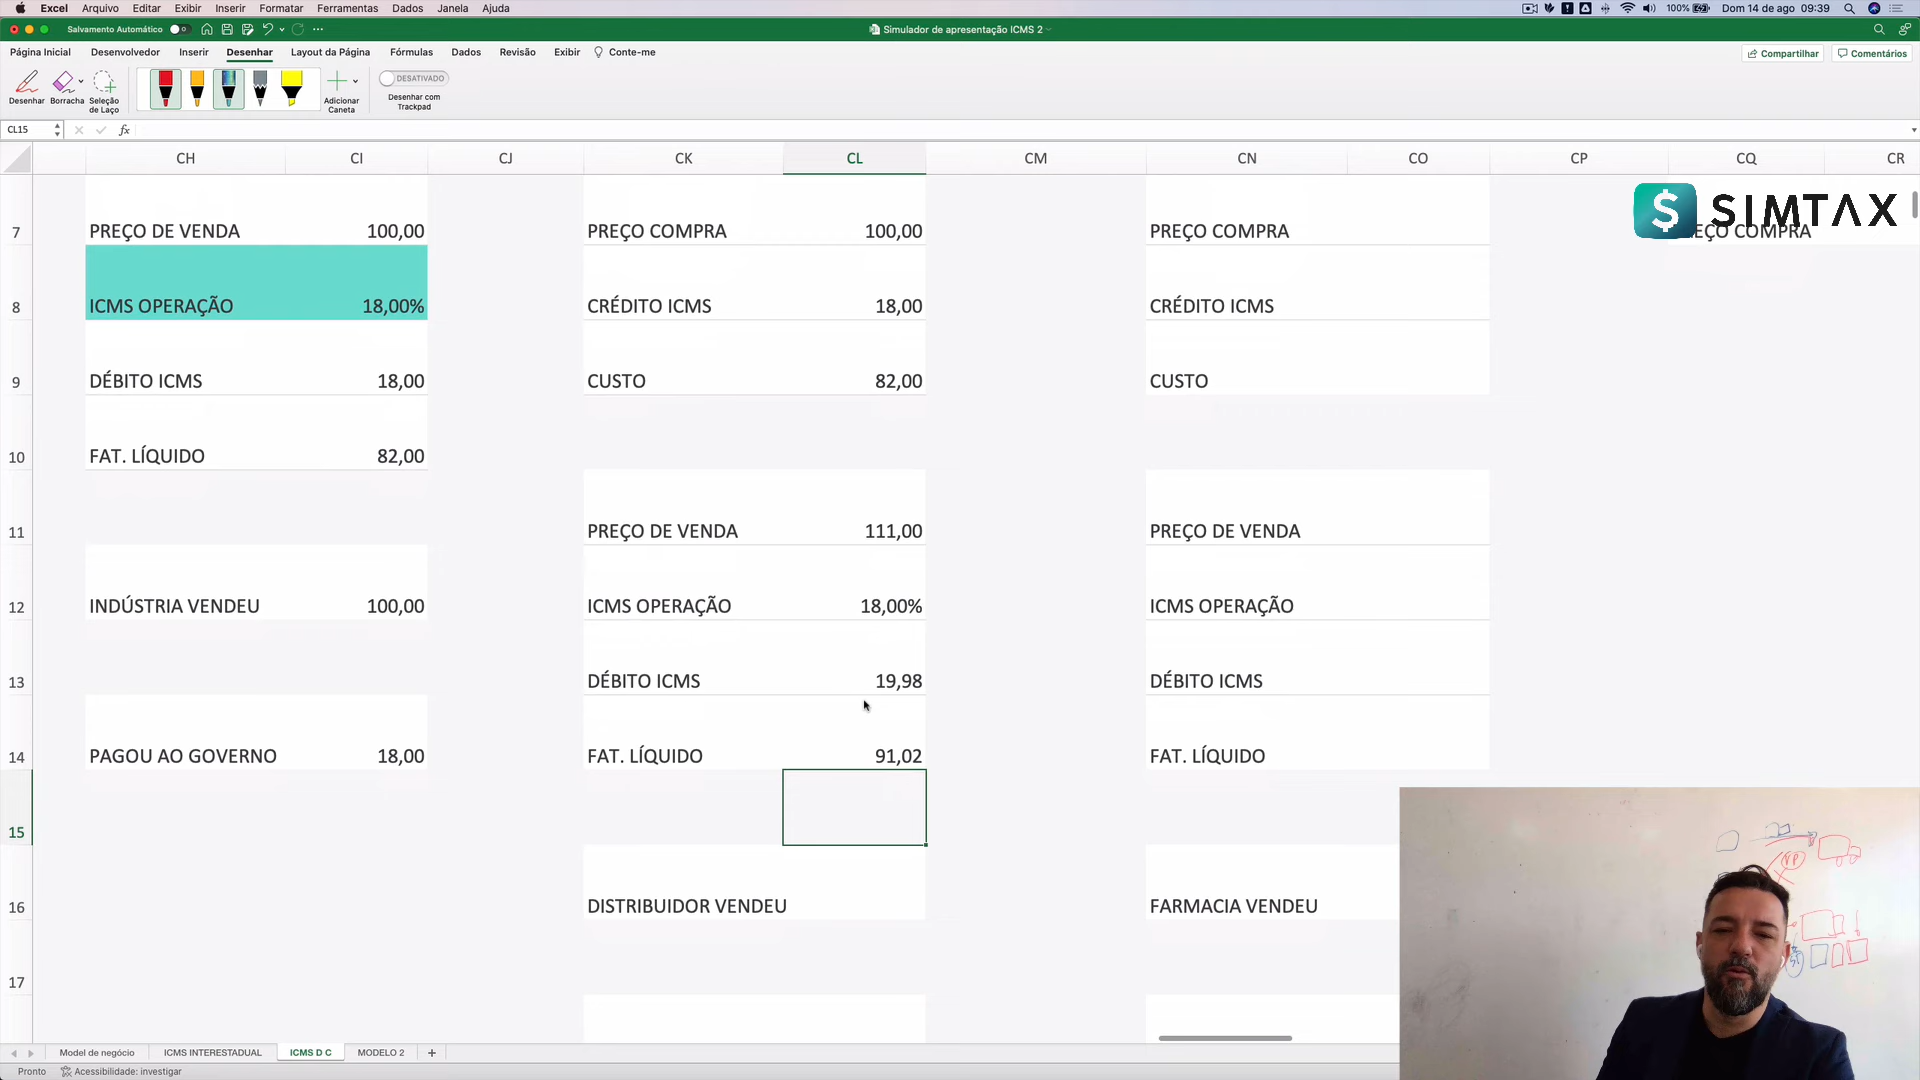 Excel Arquivo Editar Exibir Inserir Formatar Ferramentas Dados Janela Ajuda
100% Dom 14 de ago 09:39
Salvamento Automático
Simulador de apresentação ICMS 2
Página Inicial Desenvolvedor Inserir Desenhar Layout da Página Fórmulas Dados Revisão Exibir Conte-me
Compartilhar Comentários
DESATIVADO
Desenhar Borracha Seleção de Laço Adicionar Caneta Desenhar com Trackpad
CL15 fx
CH CI CJ CK CL CM CN CO CP CQ CR
SIMTAX
7 PREÇO DE VENDA 100,00 PREÇO COMPRA 100,00 PREÇO COMPRA EÇO COMPRA
8 ICMS OPERAÇÃO 18,00% CRÉDITO ICMS 18,00 CRÉDITO ICMS
9 DÉBITO ICMS 18,00 CUSTO 82,00 CUSTO
10 FAT. LÍQUIDO 82,00
11 PREÇO DE VENDA 111,00 PREÇO DE VENDA
12 INDÚSTRIA VENDEU 100,00 ICMS OPERAÇÃO 18,00% ICMS OPERAÇÃO
13 DÉBITO ICMS 19,98 DÉBITO ICMS
14 PAGOU AO GOVERNO 18,00 FAT. LÍQUIDO 91,02 FAT. LÍQUIDO
15
16 DISTRIBUIDOR VENDEU FARMACIA VENDEU
17
Model de negócio ICMS INTERESTADUAL ICMS D C MODELO 2
Pronto Acessibilidade: investigar